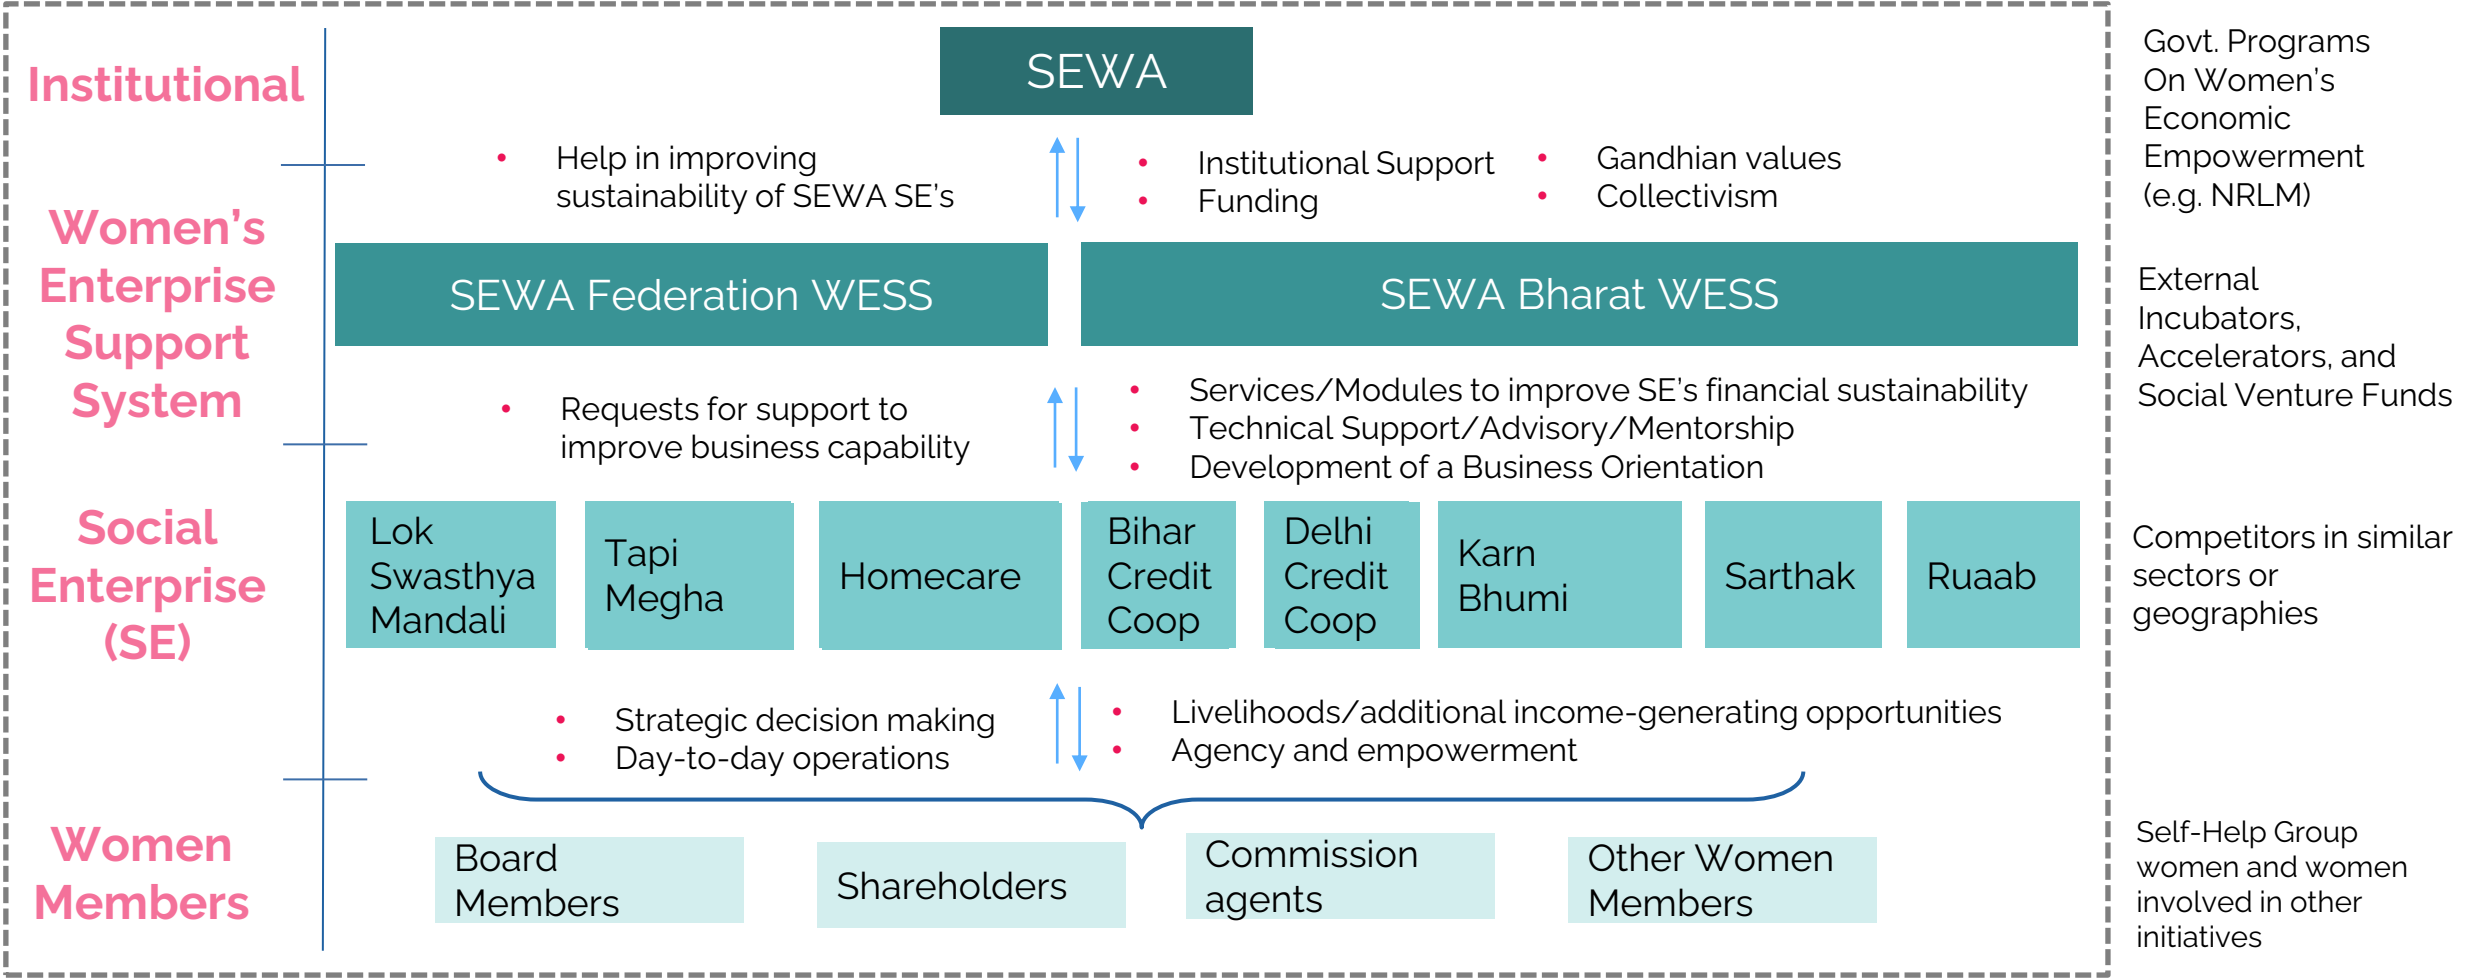 Institutional
SEWA
Help in improving
sustainability of SEWA SE's
Institutional Support
Funding
Gandhian values
Collectivism
Govt. Programs
On Women's
Economic
Empowerment
(e.g. NRLM)
Women's
Enterprise
Support
System
SEWA Federation WESS
SEWA Bharat WESS
External
Incubators,
Accelerators, and
Social Venture Funds
Requests for support to
improve business capability
Services/Modules to improve SE's financial sustainability
Technical Support/Advisory/Mentorship
Development of a Business Orientation
Social
Enterprise
(SE)
Lok
Swasthya
Mandali
Tapi
Megha
Homecare
Bihar
Credit
Coop
Delhi
Credit
Coop
Karn
Bhumi
Sarthak
Ruaab
Competitors in similar
sectors or
geographies
Strategic decision making
Day-to-day operations
Livelihoods/additional income-generating opportunities
Agency and empowerment
Women
Members
Board
Members
Shareholders
Commission
agents
Other Women
Members
Self-Help Group
women and women
involved in other
initiatives